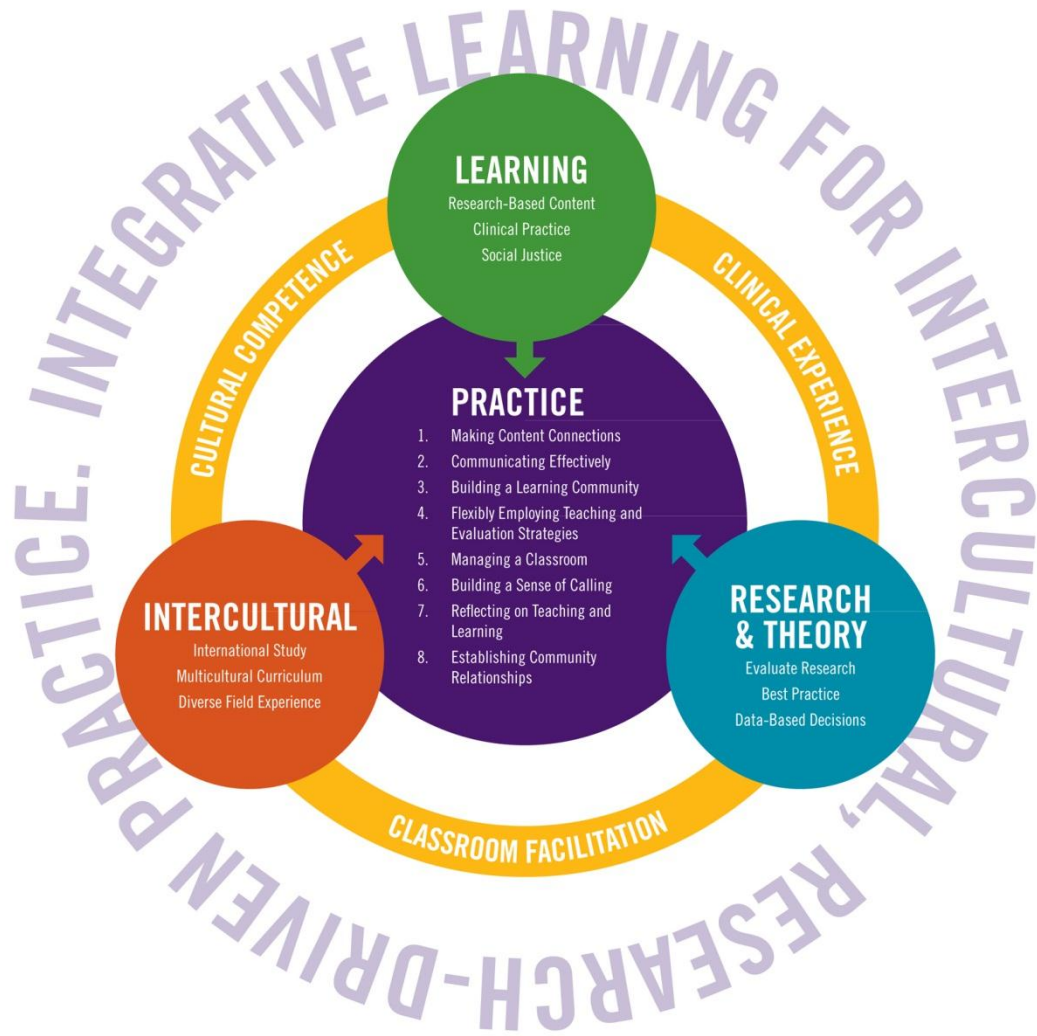 INTEGRATIVE LEARNING FOR INTERCULTURAL, RESEARCH-DRIVEN PRACTICE.
LEARNING
Research-Based Content
Clinical Practice
Social Justice
CULTURAL COMPETENCE
CLINICAL EXPERIENCE
PRACTICE
1. Making Content Connections
2. Communicating Effectively
3. Building a Learning Community
4. Flexibly Employing Teaching and
Evaluation Strategies
5. Managing a Classroom
6. Building a Sense of Calling
7. Reflecting on Teaching and
Learning
8. Establishing Community
Relationships
INTERCULTURAL
International Study
Multicultural Curriculum
Diverse Field Experience
RESEARCH
& THEORY
Evaluate Research
Best Practice
Data-Based Decisions
CLASSROOM FACILITATION